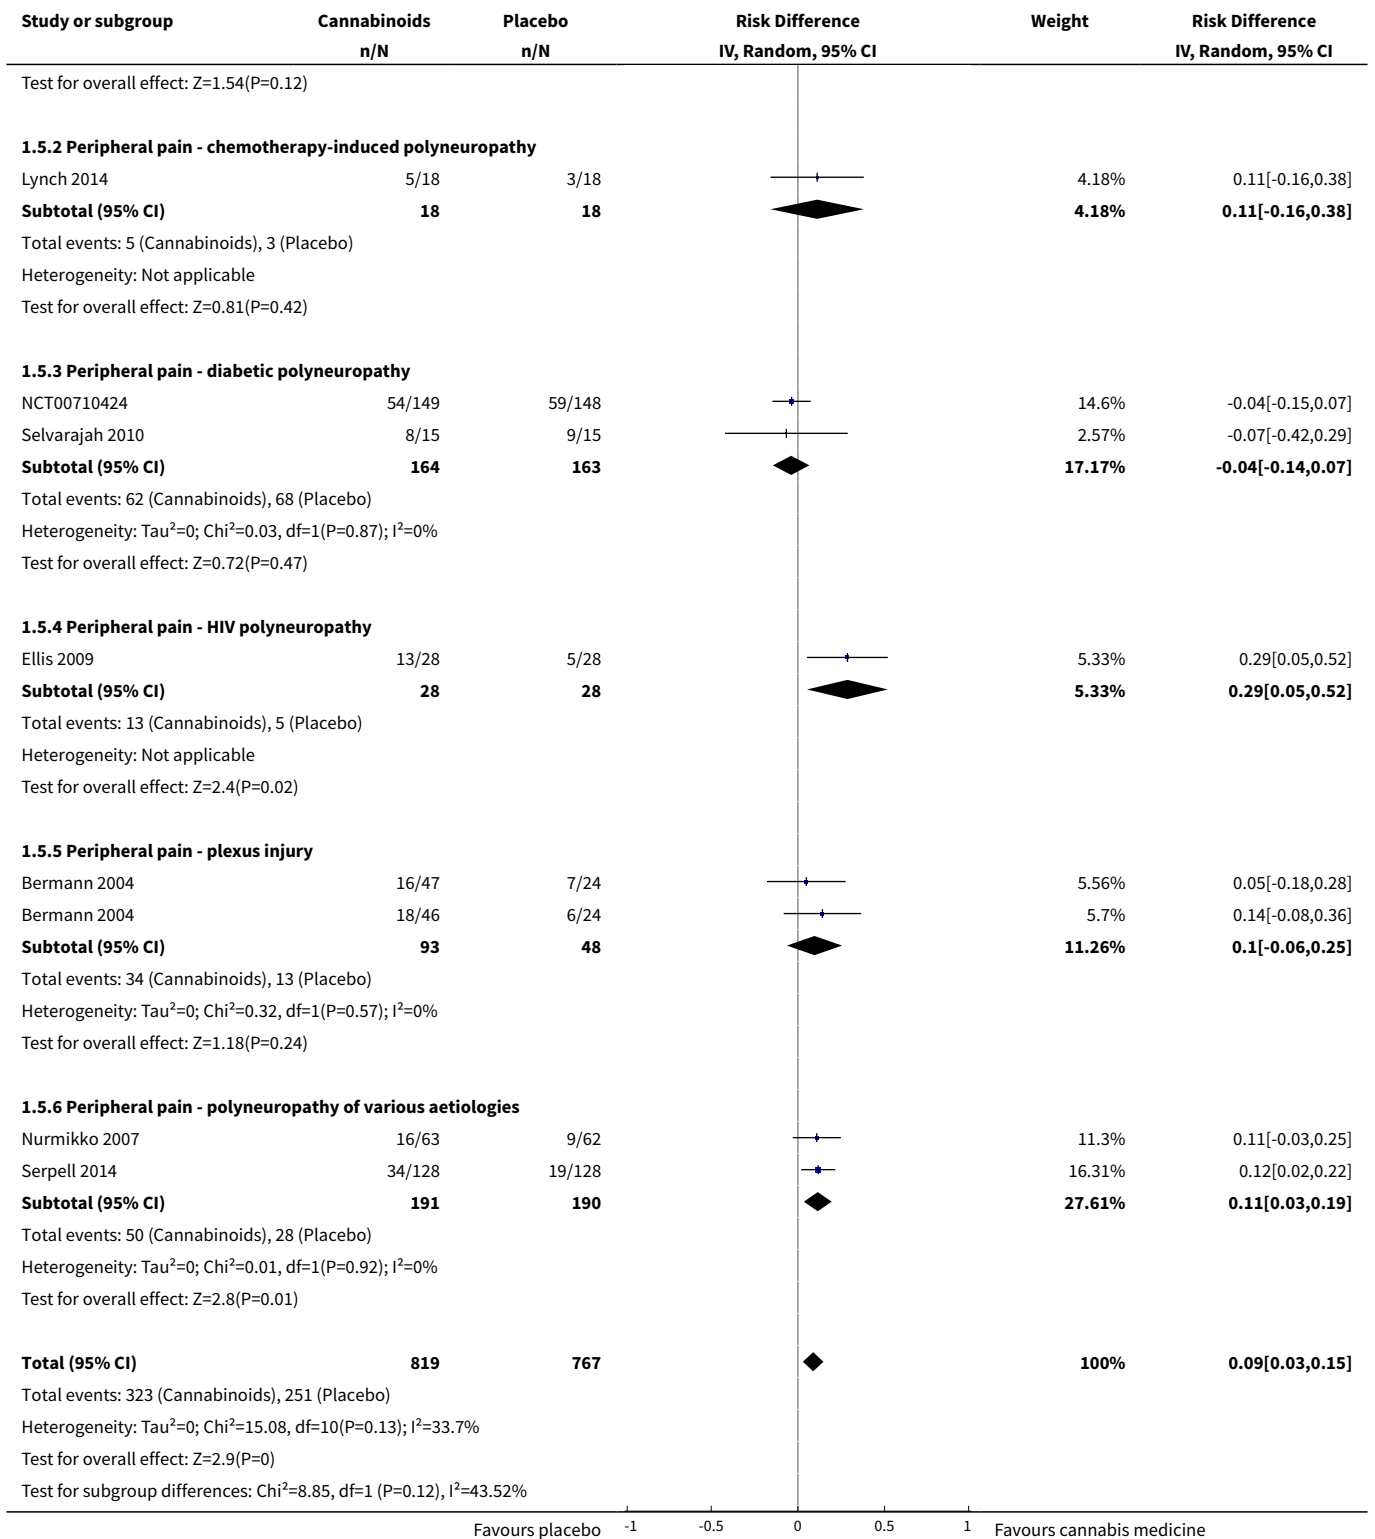 Study or subgroup Cannabinoids Placebo Risk Difference Weight Risk Difference
n/N n/N IV, Random, 95% CI IV, Random, 95% CI
Test for overall effect: Z=1.54(P=0.12)
1.5.2 Peripheral pain - chemotherapy-induced polyneuropathy
Lynch 2014 5/18 3/18 4.18% 0.11[-0.16,0.38]
Subtotal (95% CI) 18 18 4.18% 0.11[-0.16,0.38]
Total events: 5 (Cannabinoids), 3 (Placebo)
Heterogeneity: Not applicable
Test for overall effect: Z=0.81(P=0.42)
1.5.3 Peripheral pain - diabetic polyneuropathy
NCT00710424 54/149 59/148 14.6% -0.04[-0.15,0.07]
Selvarajah 2010 8/15 9/15 2.57% -0.07[-0.42,0.29]
Subtotal (95% CI) 164 163 17.17% -0.04[-0.14,0.07]
Total events: 62 (Cannabinoids), 68 (Placebo)
Heterogeneity: Tau²=0; Chi²=0.03, df=1(P=0.87); I²=0%
Test for overall effect: Z=0.72(P=0.47)
1.5.4 Peripheral pain - HIV polyneuropathy
Ellis 2009 13/28 5/28 5.33% 0.29[0.05,0.52]
Subtotal (95% CI) 28 28 5.33% 0.29[0.05,0.52]
Total events: 13 (Cannabinoids), 5 (Placebo)
Heterogeneity: Not applicable
Test for overall effect: Z=2.4(P=0.02)
1.5.5 Peripheral pain - plexus injury
Bermann 2004 16/47 7/24 5.56% 0.05[-0.18,0.28]
Bermann 2004 18/46 6/24 5.7% 0.14[-0.08,0.36]
Subtotal (95% CI) 93 48 11.26% 0.1[-0.06,0.25]
Total events: 34 (Cannabinoids), 13 (Placebo)
Heterogeneity: Tau²=0; Chi²=0.32, df=1(P=0.57); I²=0%
Test for overall effect: Z=1.18(P=0.24)
1.5.6 Peripheral pain - polyneuropathy of various aetiologies
Nurmikko 2007 16/63 9/62 11.3% 0.11[-0.03,0.25]
Serpell 2014 34/128 19/128 16.31% 0.12[0.02,0.22]
Subtotal (95% CI) 191 190 27.61% 0.11[0.03,0.19]
Total events: 50 (Cannabinoids), 28 (Placebo)
Heterogeneity: Tau²=0; Chi²=0.01, df=1(P=0.92); I²=0%
Test for overall effect: Z=2.8(P=0.01)
Total (95% CI) 819 767 100% 0.09[0.03,0.15]
Total events: 323 (Cannabinoids), 251 (Placebo)
Heterogeneity: Tau²=0; Chi²=15.08, df=10(P=0.13); I²=33.7%
Test for overall effect: Z=2.9(P=0)
Test for subgroup differences: Chi²=8.85, df=1 (P=0.12), I²=43.52%
Favours placebo -1 -0.5 0 0.5 1 Favours cannabis medicine